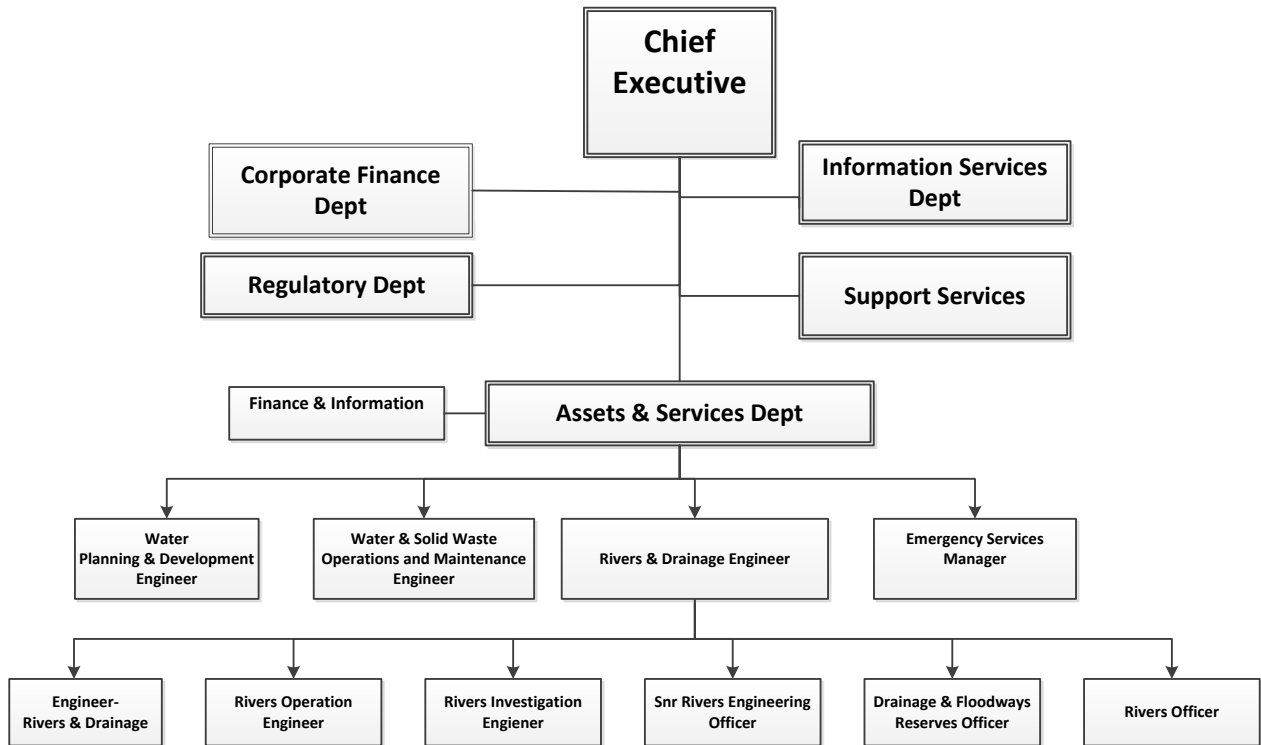 Chief
Executive
Corporate Finance
Dept
Information Services
Dept
Regulatory Dept
Support Services
Finance & Information
Assets & Services Dept
Water
Planning & Development
Engineer
Water & Solid Waste
Operations and Maintenance
Engineer
Rivers & Drainage Engineer
Emergency Services
Manager
Engineer-
Rivers & Drainage
Rivers Operation
Engineer
Rivers Investigation
Engiener
Snr Rivers Engineering
Officer
Drainage & Floodways
Reserves Officer
Rivers Officer